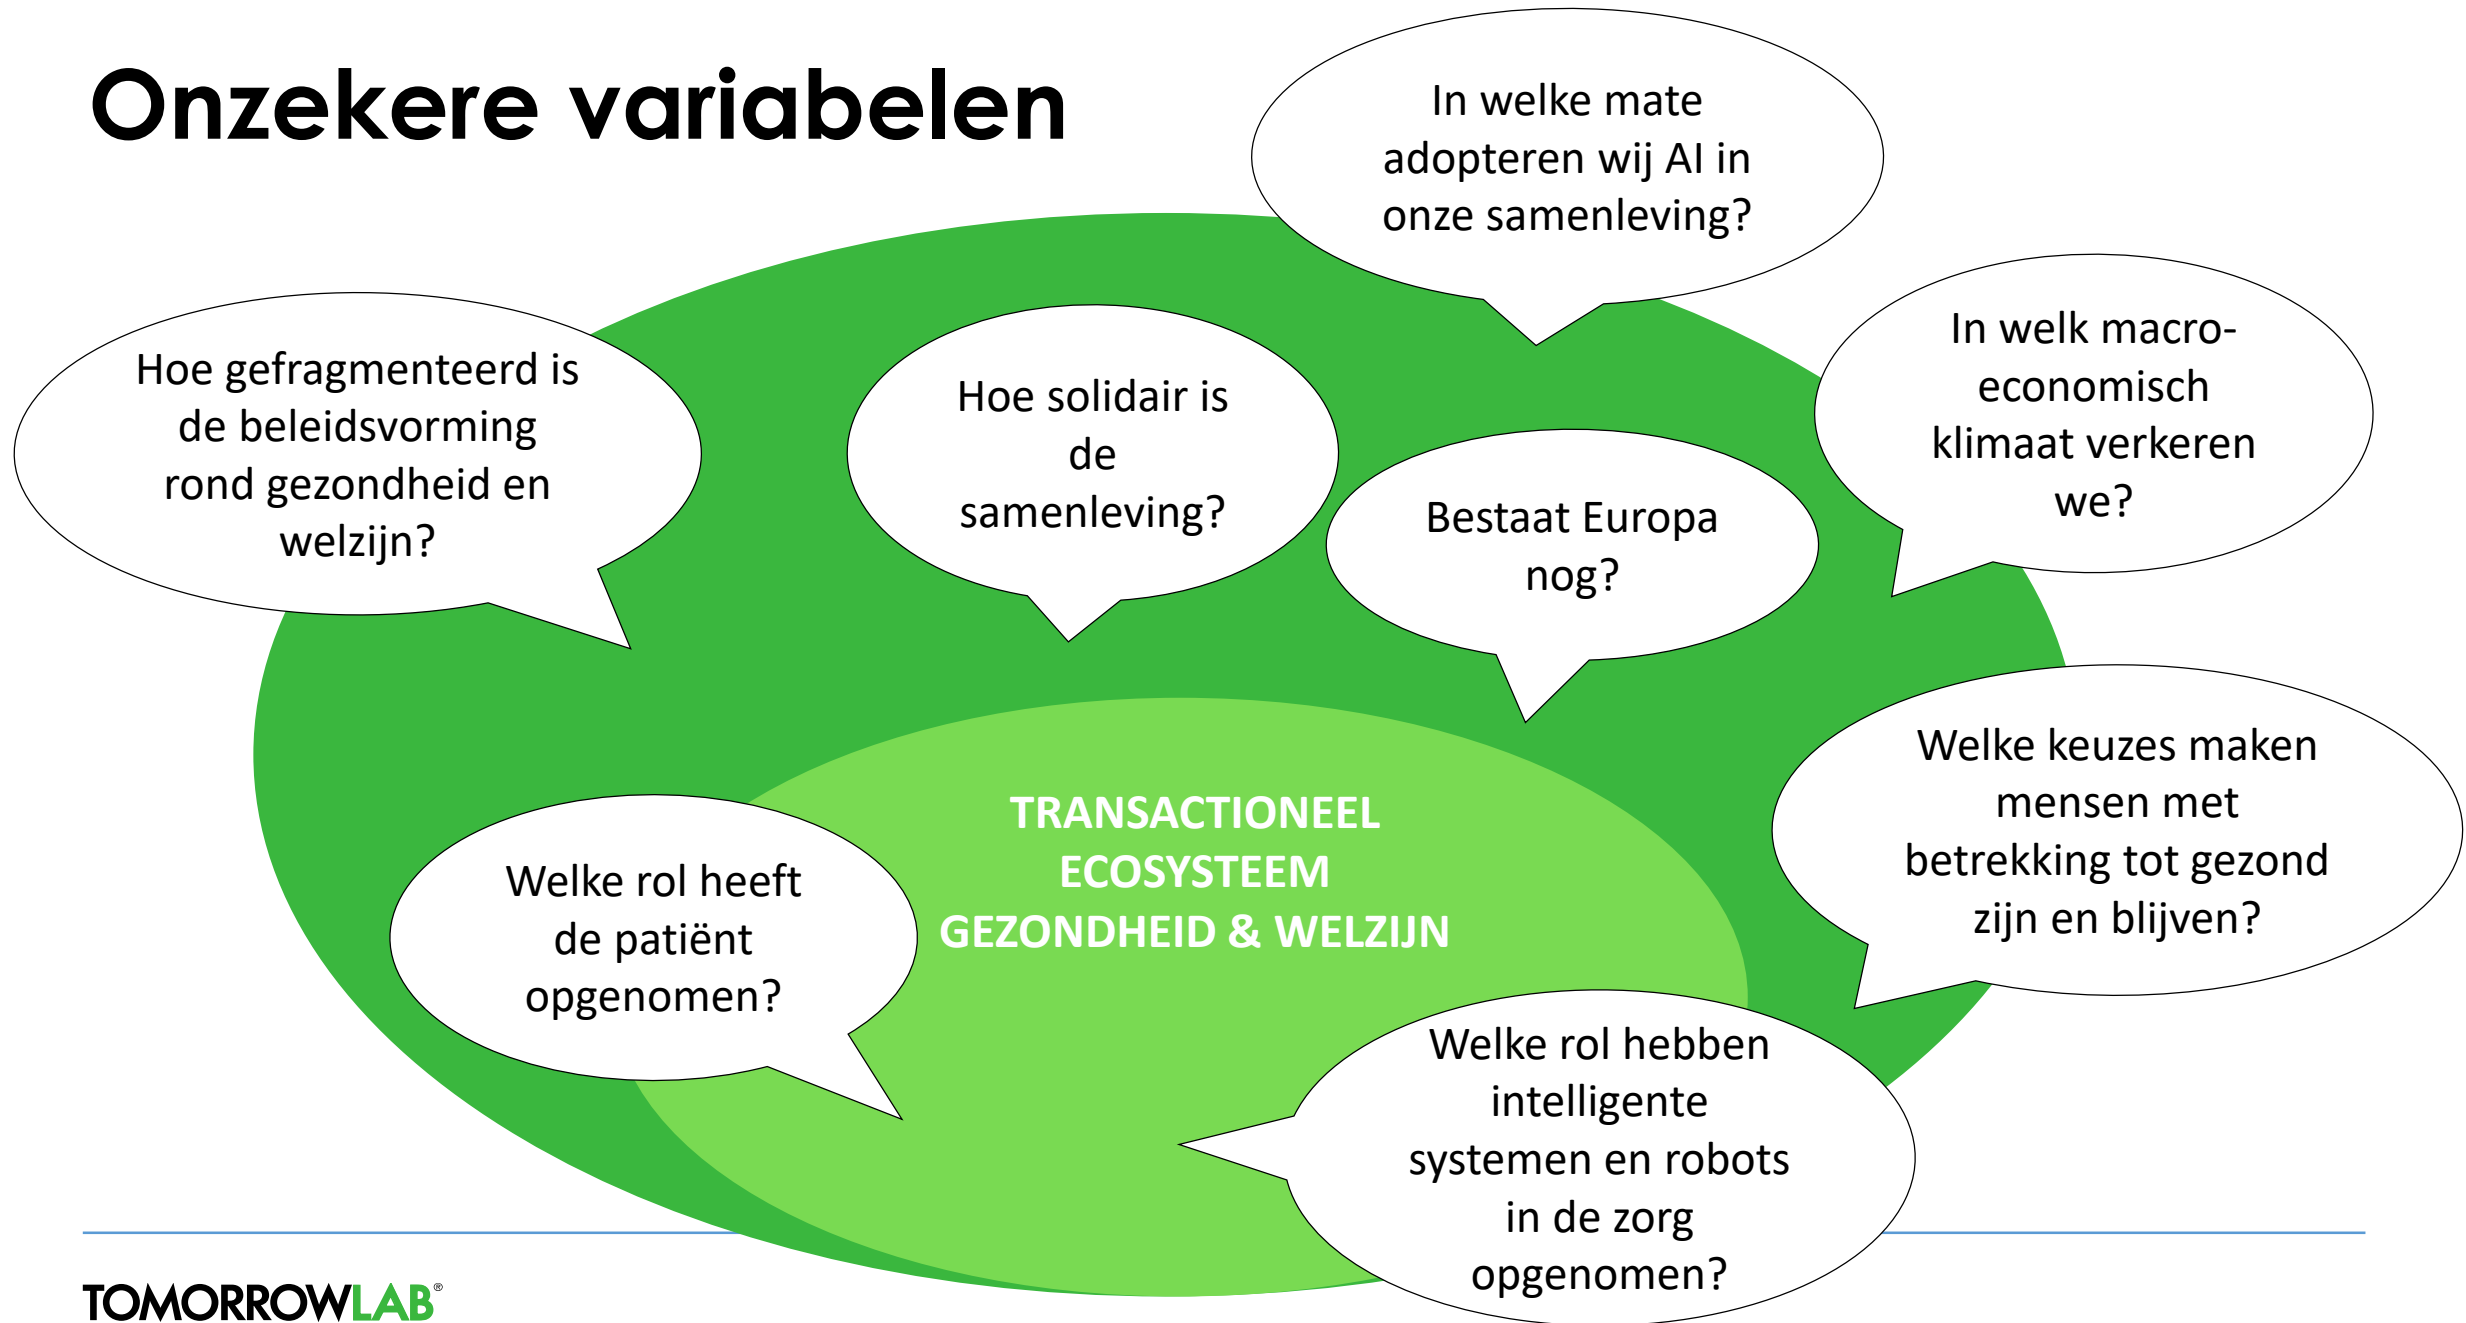 Onzekere variabelen
In welke mate
adopteren wij AI in
onze samenleving?
Hoe gefragmenteerd is
de beleidsvorming
rond gezondheid en
welzijn?
Hoe solidair is
de
samenleving?
Bestaat Europa
nog?
In welk macro-
economisch
klimaat verkeren
we?
Welke keuzes maken
mensen met
betrekking tot gezond
zijn en blijven?
TRANSACTIONEEL
ECOSYSTEEM
GEZONDHEID & WELZIJN
Welke rol heeft
de patiënt
opgenomen?
Welke rol hebben
intelligente
systemen en robots
in de zorg
opgenomen?
TOMORROWLAB®